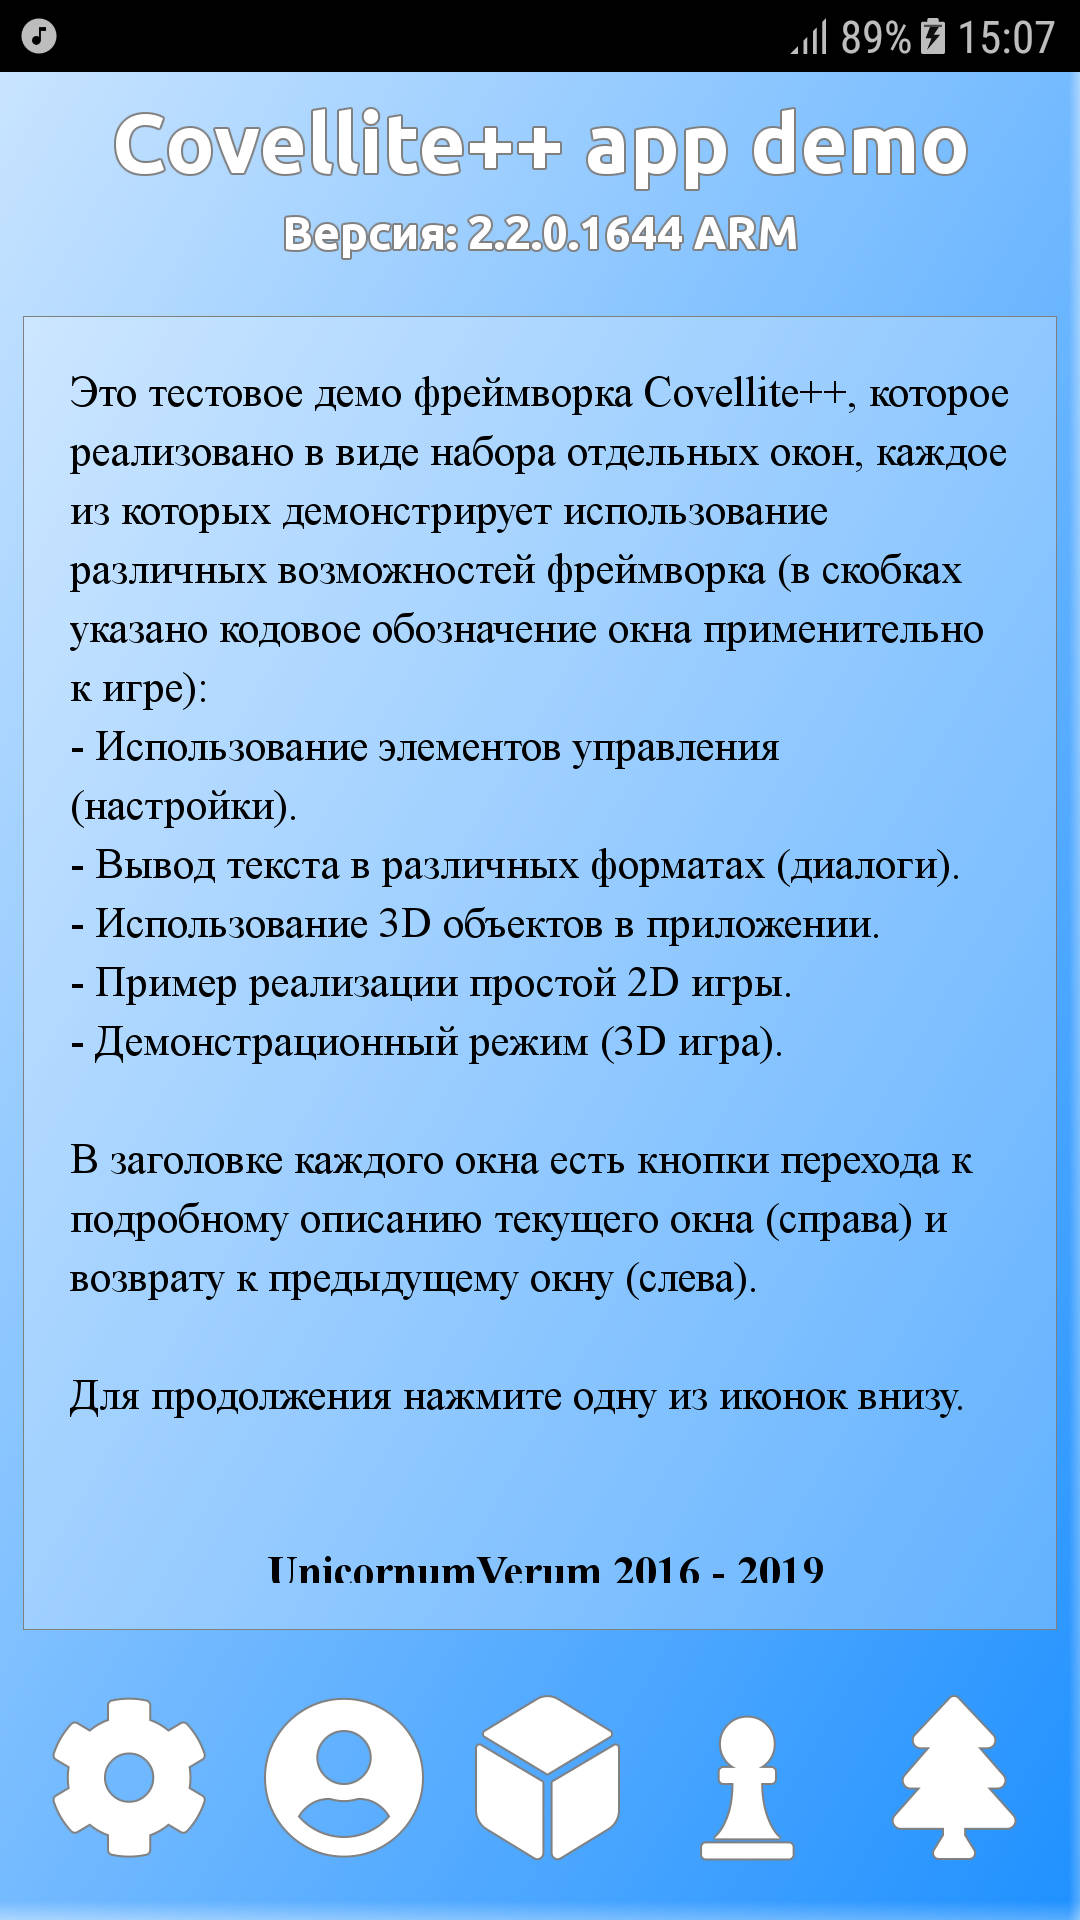 89% 15:07
Covellite++ app demo
Версия: 2.2.0.1644 ARM
Это тестовое демо фреймворка Covellite++, которое
реализовано в виде набора отдельных окон, каждое
из которых демонстрирует использование
различных возможностей фреймворка (в скобках
указано кодовое обозначение окна применительно
к игре):
- Использование элементов управления
(настройки).
- Вывод текста в различных форматах (диалоги).
- Использование 3D объектов в приложении.
- Пример реализации простой 2D игры.
- Демонстрационный режим (3D игра).
В заголовке каждого окна есть кнопки перехода к
подробному описанию текущего окна (справа) и
возврату к предыдущему окну (слева).
Для продолжения нажмите одну из иконок внизу.
UnicornumVerum 2016 - 2019